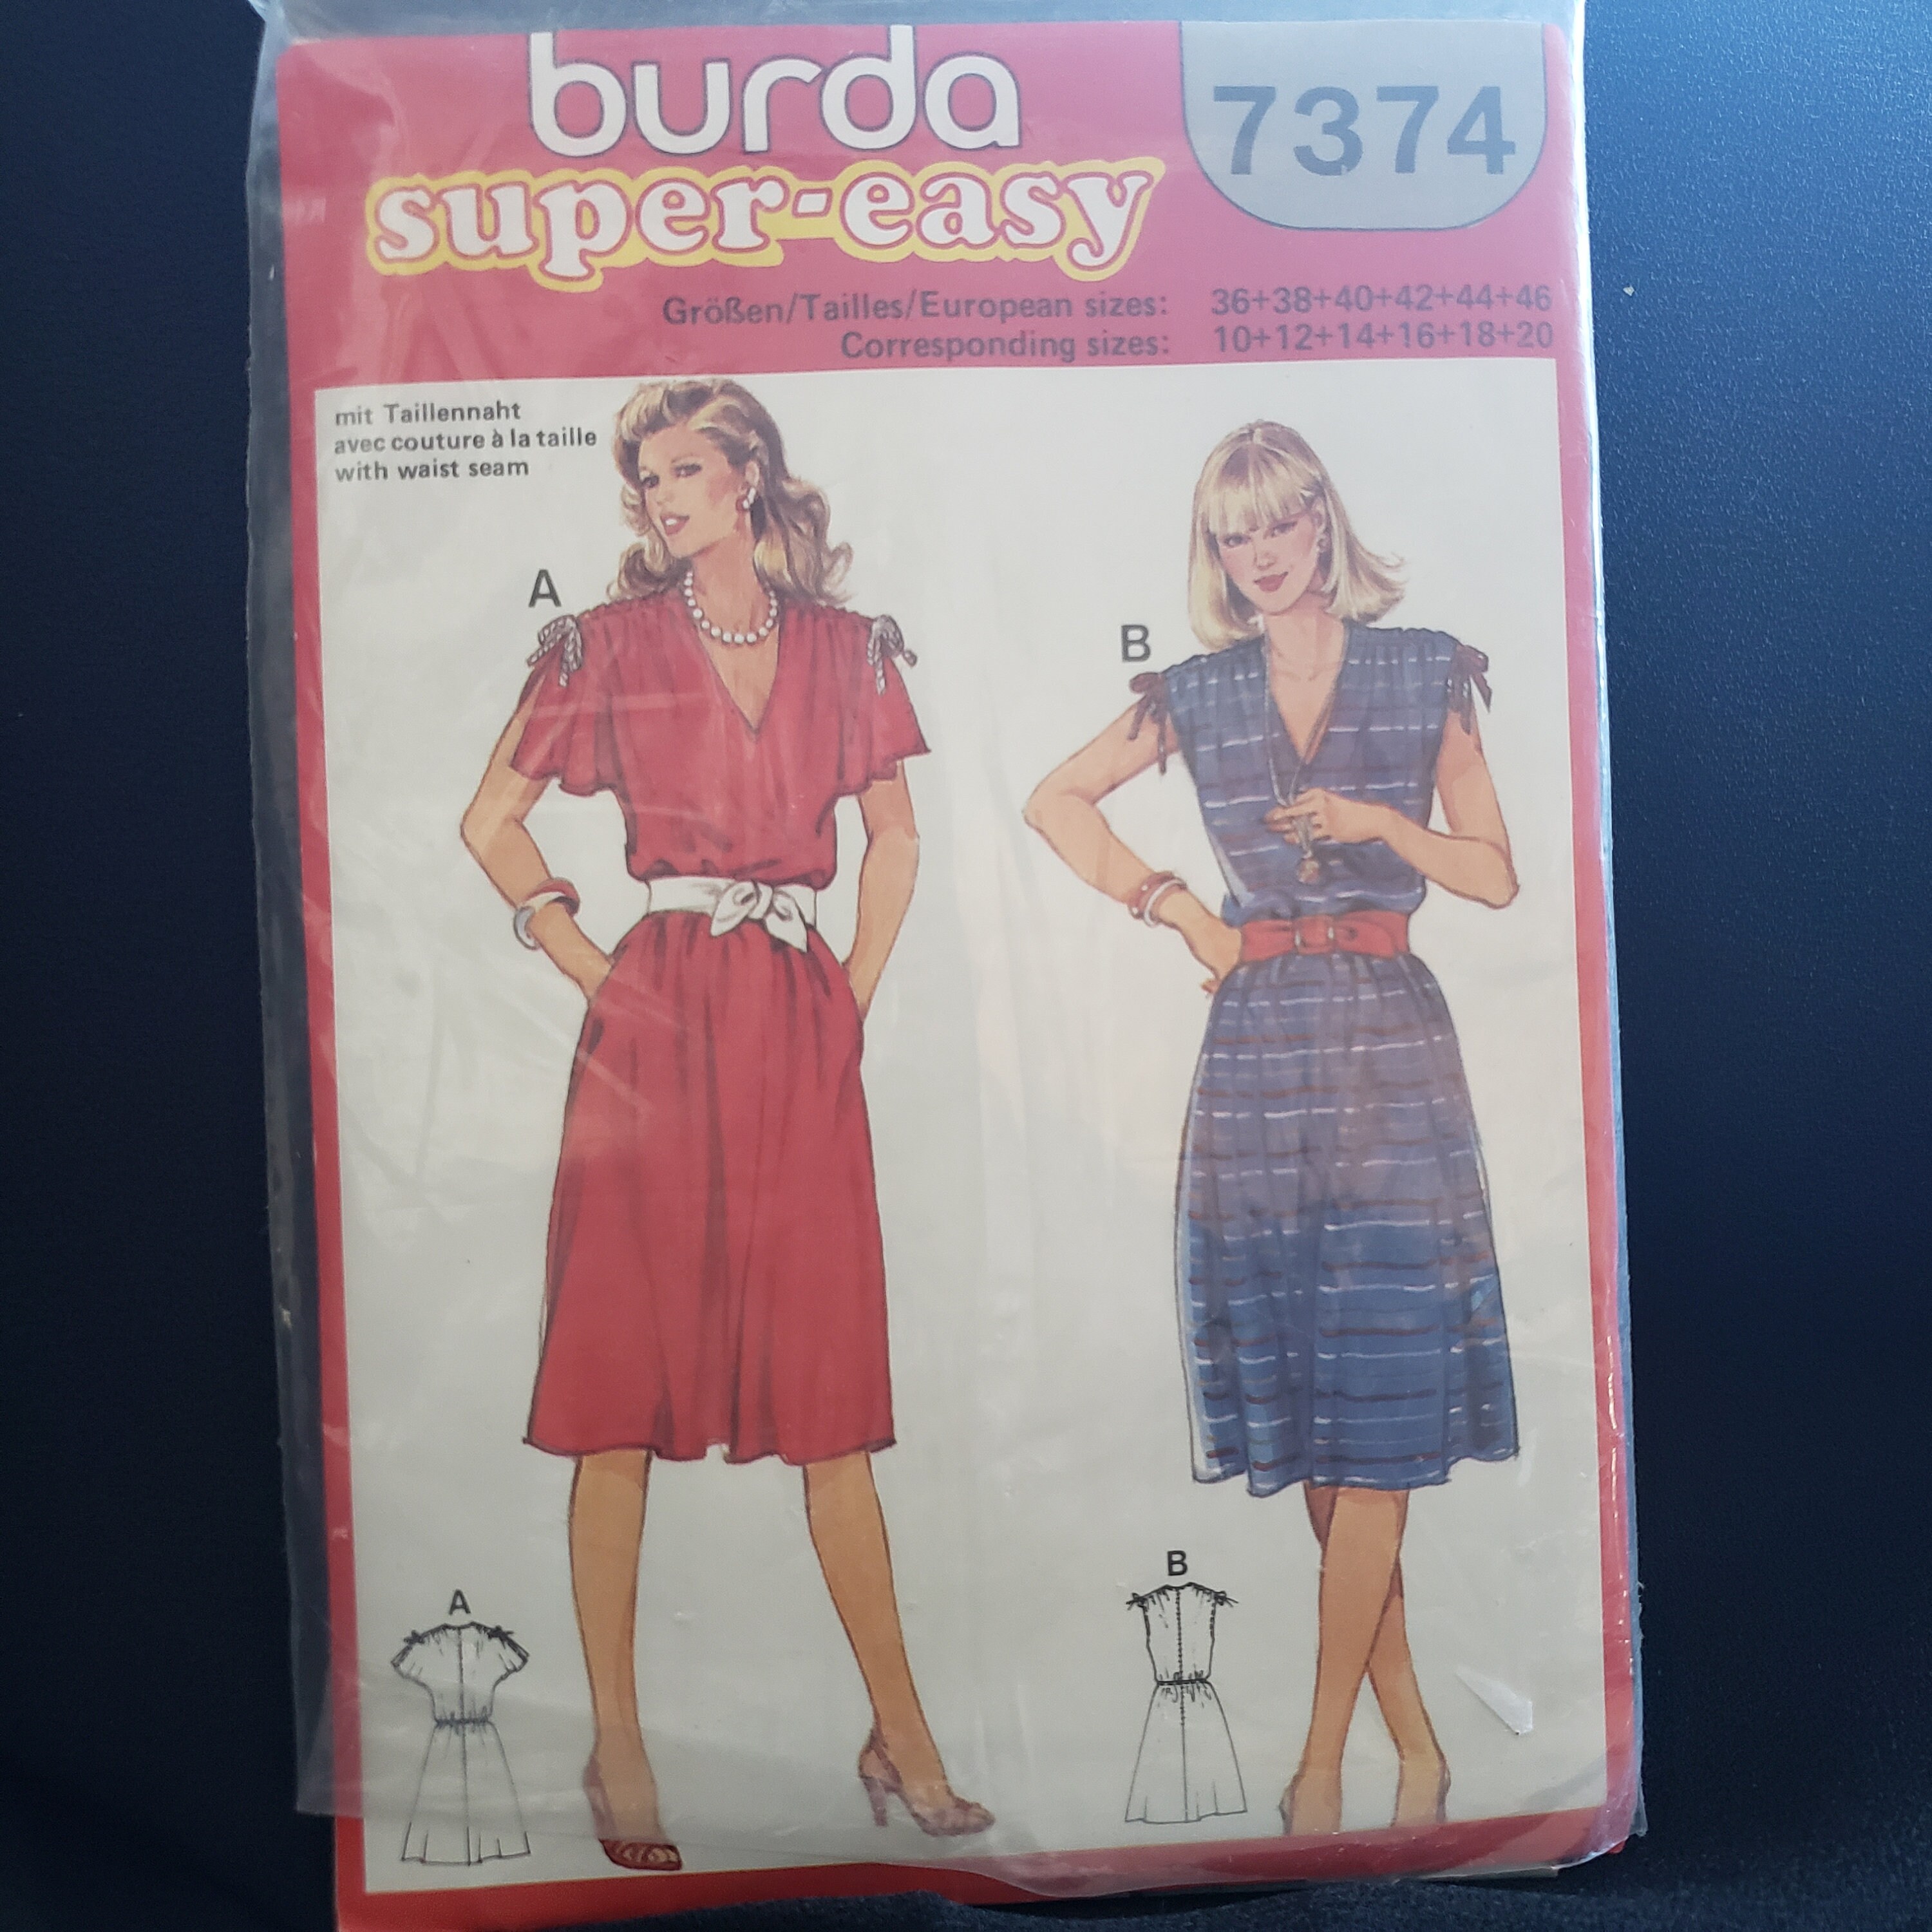 burda
7374
super-easy
Größen/Tailles/European sizes: 36+38+40+42+44+46
Corresponding sizes: 10+12+14+16+18+20
mit Taillennaht
avec couture à la taille
with waist seam
A
B
A
B